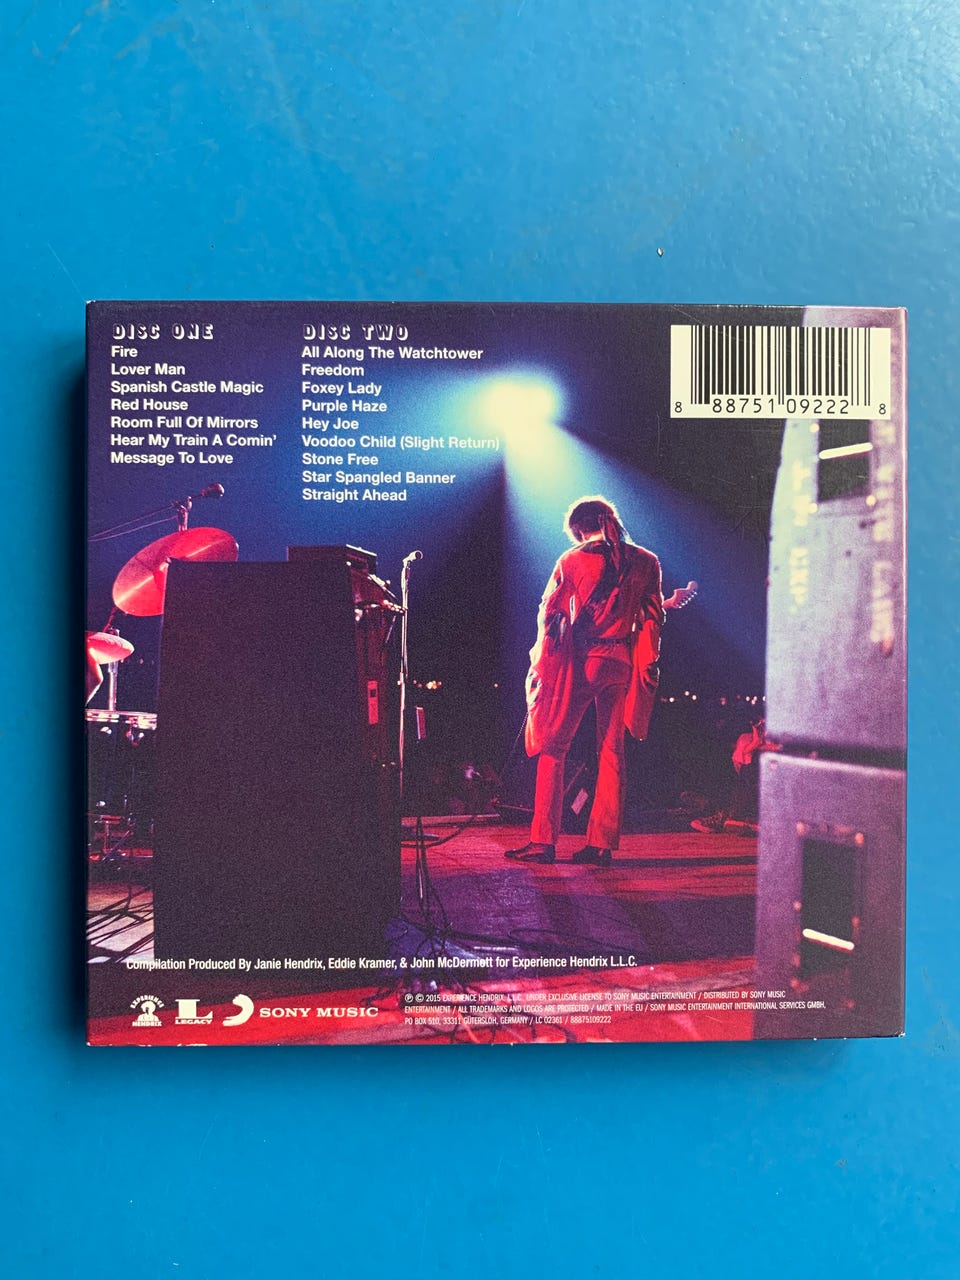 DISC ONE
Fire
Lover Man
Spanish Castle Magic
Red House
Room Full Of Mirrors
Hear My Train A Comin'
Message To Love
DISC TWO
All Along The Watchtower
Freedom
Foxey Lady
Purple Haze
Hey Joe
Voodoo Child (Slight Return)
Stone Free
Star Spangled Banner
Straight Ahead
8 88751 09222 8
Compilation Produced By Janie Hendrix, Eddie Kramer, & John McDermott for Experience Hendrix L.L.C.
EXPERIENCE
HENDRIX
L
LEGACY
SONY MUSIC
℗ © 2015 EXPERIENCE HENDRIX, L.L.C. UNDER EXCLUSIVE LICENSE TO SONY MUSIC ENTERTAINMENT / DISTRIBUTED BY SONY MUSIC
ENTERTAINMENT / ALL TRADEMARKS AND LOGOS ARE PROTECTED / MADE IN THE EU / SONY MUSIC ENTERTAINMENT INTERNATIONAL SERVICES GMBH,
PO BOX 510, 33311 GÜTERSLOH, GERMANY / LC 02361 / 88875109222